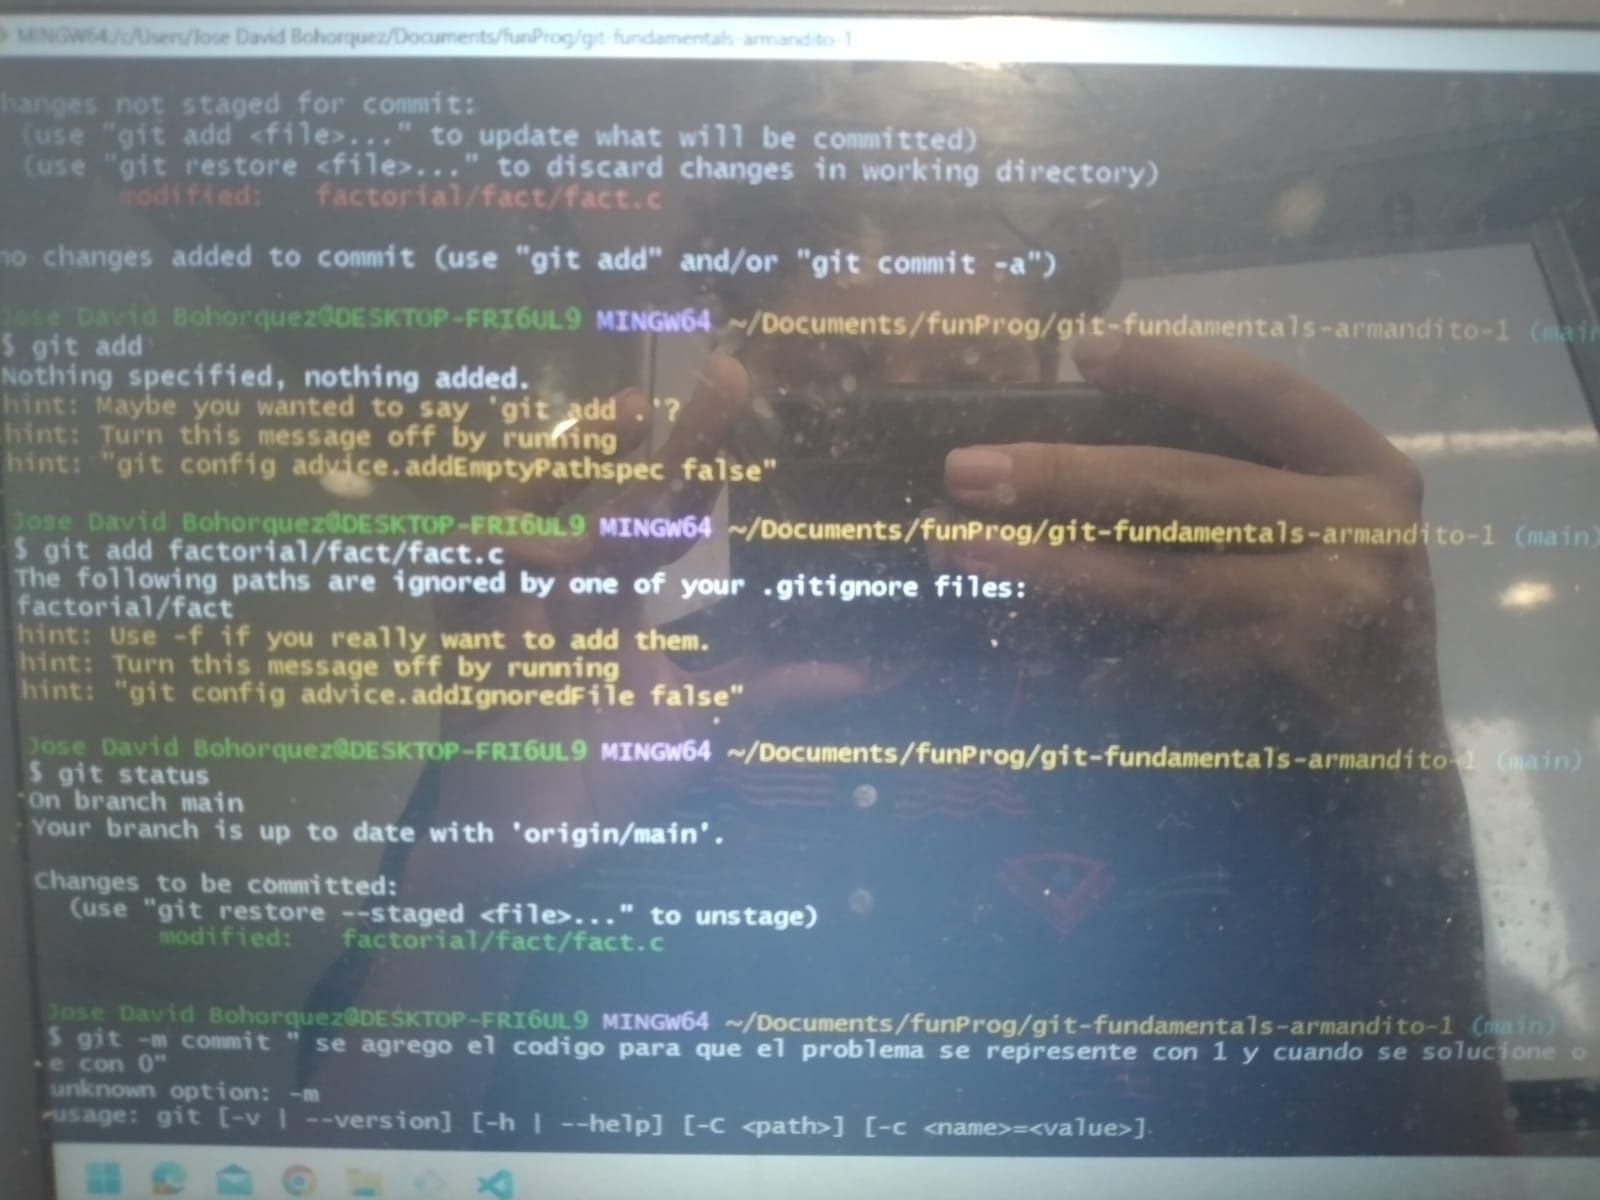 MINGW64:/c/Users/Jose David Bohorquez/Documents/funProg/git-fundamentals-armandito-1
hanges not staged for commit:
(use "git add <file>..." to update what will be committed)
(use "git restore <file>..." to discard changes in working directory)
modified: factorial/fact/fact.c
no changes added to commit (use "git add" and/or "git commit -a")
Jose David Bohorquez@DESKTOP-FRI6UL9 MINGW64 ~/Documents/funProg/git-fundamentals-armandito-1 (main
$ git add
Nothing specified, nothing added.
hint: Maybe you wanted to say 'git add .'?
hint: Turn this message off by running
hint: "git config advice.addEmptyPathspec false"
Jose David Bohorquez@DESKTOP-FRI6UL9 MINGW64 ~/Documents/funProg/git-fundamentals-armandito-1 (main)
$ git add factorial/fact/fact.c
The following paths are ignored by one of your .gitignore files:
factorial/fact
hint: Use -f if you really want to add them.
hint: Turn this message off by running
hint: "git config advice.addIgnoredFile false"
Jose David Bohorquez@DESKTOP-FRI6UL9 MINGW64 ~/Documents/funProg/git-fundamentals-armandito-1 (main)
$ git status
On branch main
Your branch is up to date with 'origin/main'.
Changes to be committed:
(use "git restore --staged <file>..." to unstage)
modified: factorial/fact/fact.c
Jose David Bohorquez@DESKTOP-FRI6UL9 MINGW64 ~/Documents/funProg/git-fundamentals-armandito-1 (main)
$ git -m commit " se agrego el codigo para que el problema se represente con 1 y cuando se solucione o
e con 0"
unknown option: -m
usage: git [-v | --version] [-h | --help] [-C <path>] [-c <name>=<value>]